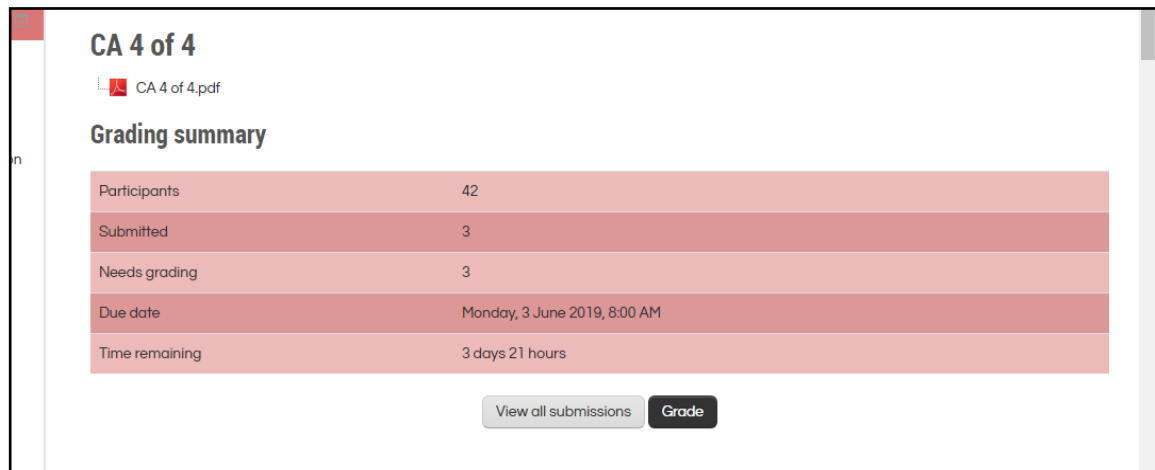 CA 4 of 4
CA 4 of 4.pdf
Grading summary
on
Participants 42
Submitted 3
Needs grading 3
Due date Monday, 3 June 2019, 8:00 AM
Time remaining 3 days 21 hours
View all submissions Grade